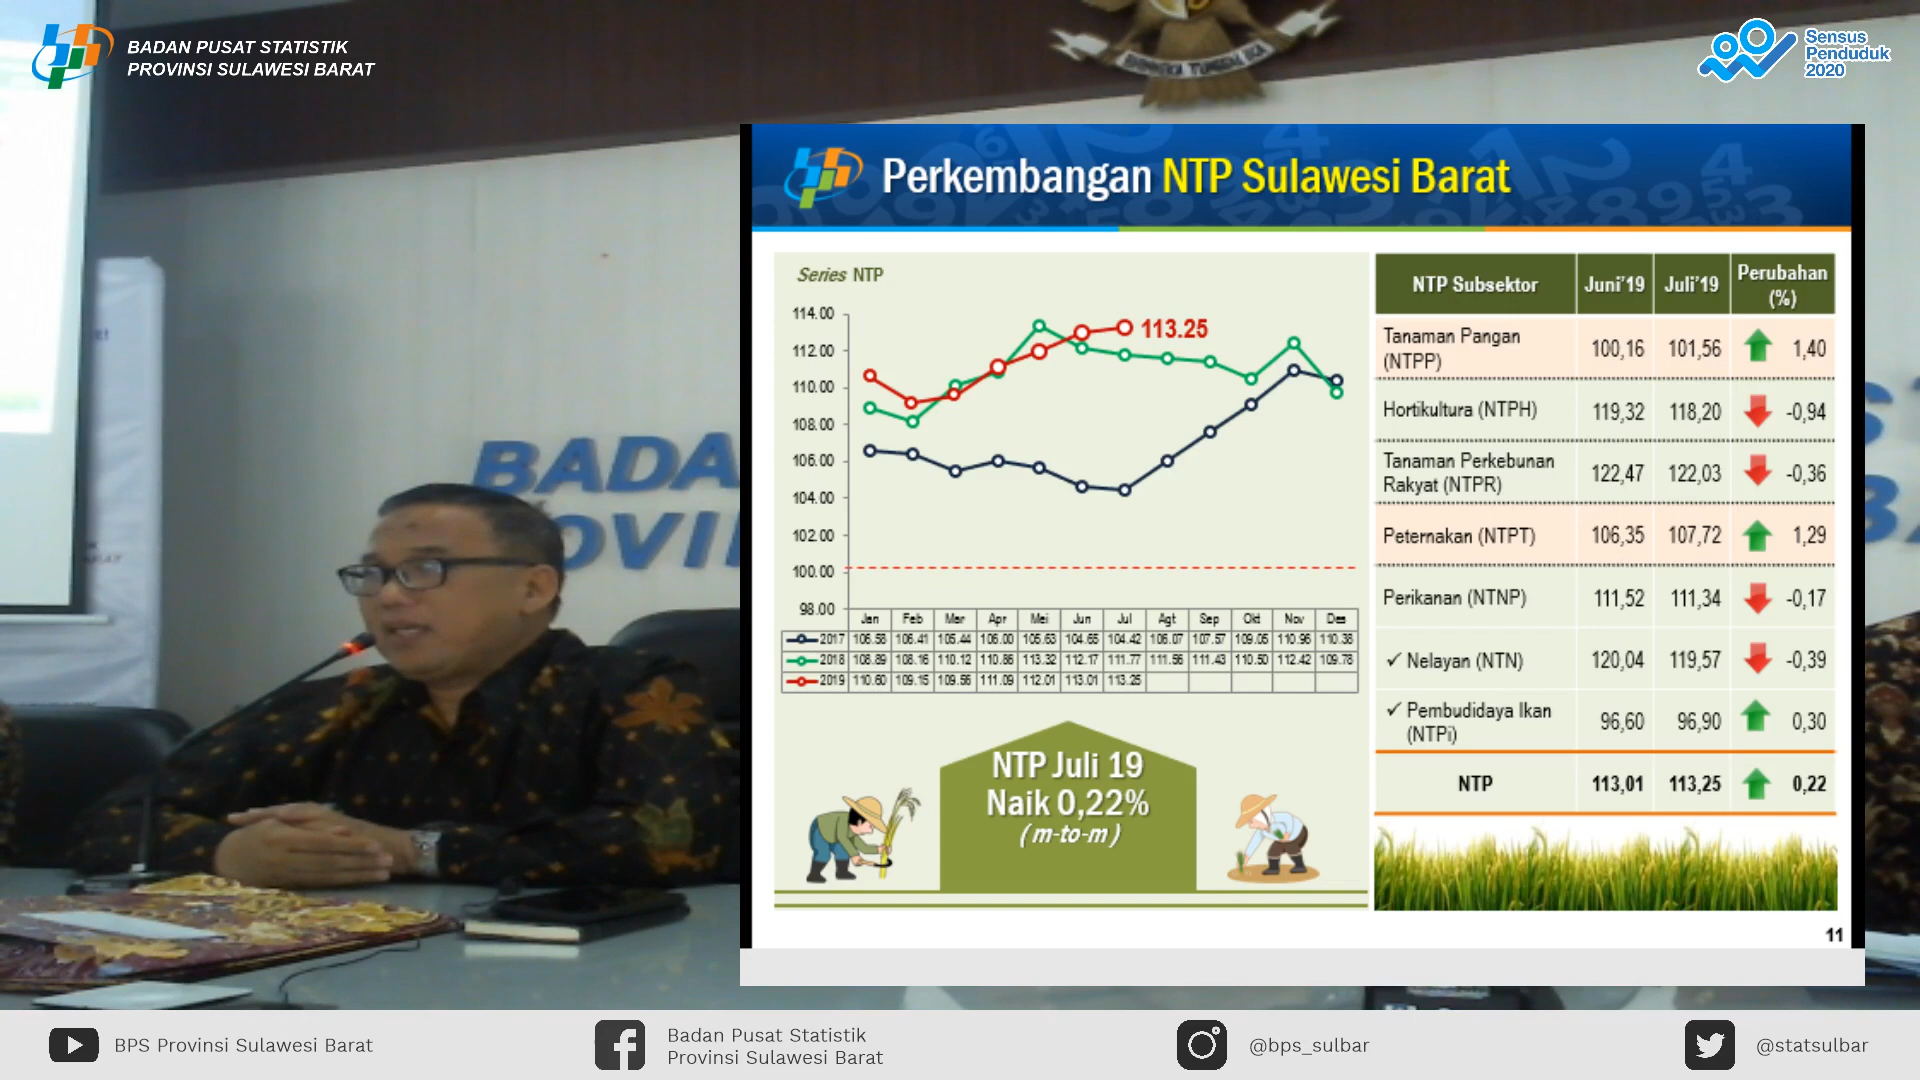 BADAN PUSAT STATISTIK
PROVINSI SULAWESI BARAT
BHINNEKA TUNGGAL IKA
Sensus
Penduduk
2020
BADA
OVI
Perkembangan NTP Sulawesi Barat
Series NTP
114.00
112.00
110.00
108.00
106.00
104.00
102.00
100.00
98.00
113.25
Jan Feb Mar Apr Mei Jun Jul Agt Sep Okt Nov Des
2017 106.58 106.41 105.44 106.00 105.63 104.65 104.42 106.07 107.57 109.05 110.96 110.38
2018 108.89 108.16 110.12 110.86 113.32 112.17 111.77 111.56 111.43 110.50 112.42 109.78
2019 110.60 109.15 109.56 111.09 112.01 113.01 113.25
NTP Juli 19
Naik 0,22%
(m-to-m)
NTP Subsektor Juni'19 Juli'19 Perubahan
(%)
Tanaman Pangan
(NTPP) 100,16 101,56 1,40
Hortikultura (NTPH) 119,32 118,20 -0,94
Tanaman Perkebunan
Rakyat (NTPR) 122,47 122,03 -0,36
Peternakan (NTPT) 106,35 107,72 1,29
Perikanan (NTNP) 111,52 111,34 -0,17
✓ Nelayan (NTN) 120,04 119,57 -0,39
✓ Pembudidaya Ikan
(NTPi) 96,60 96,90 0,30
NTP 113,01 113,25 0,22
11
BPS Provinsi Sulawesi Barat
Badan Pusat Statistik
Provinsi Sulawesi Barat
@bps_sulbar
@statsulbar